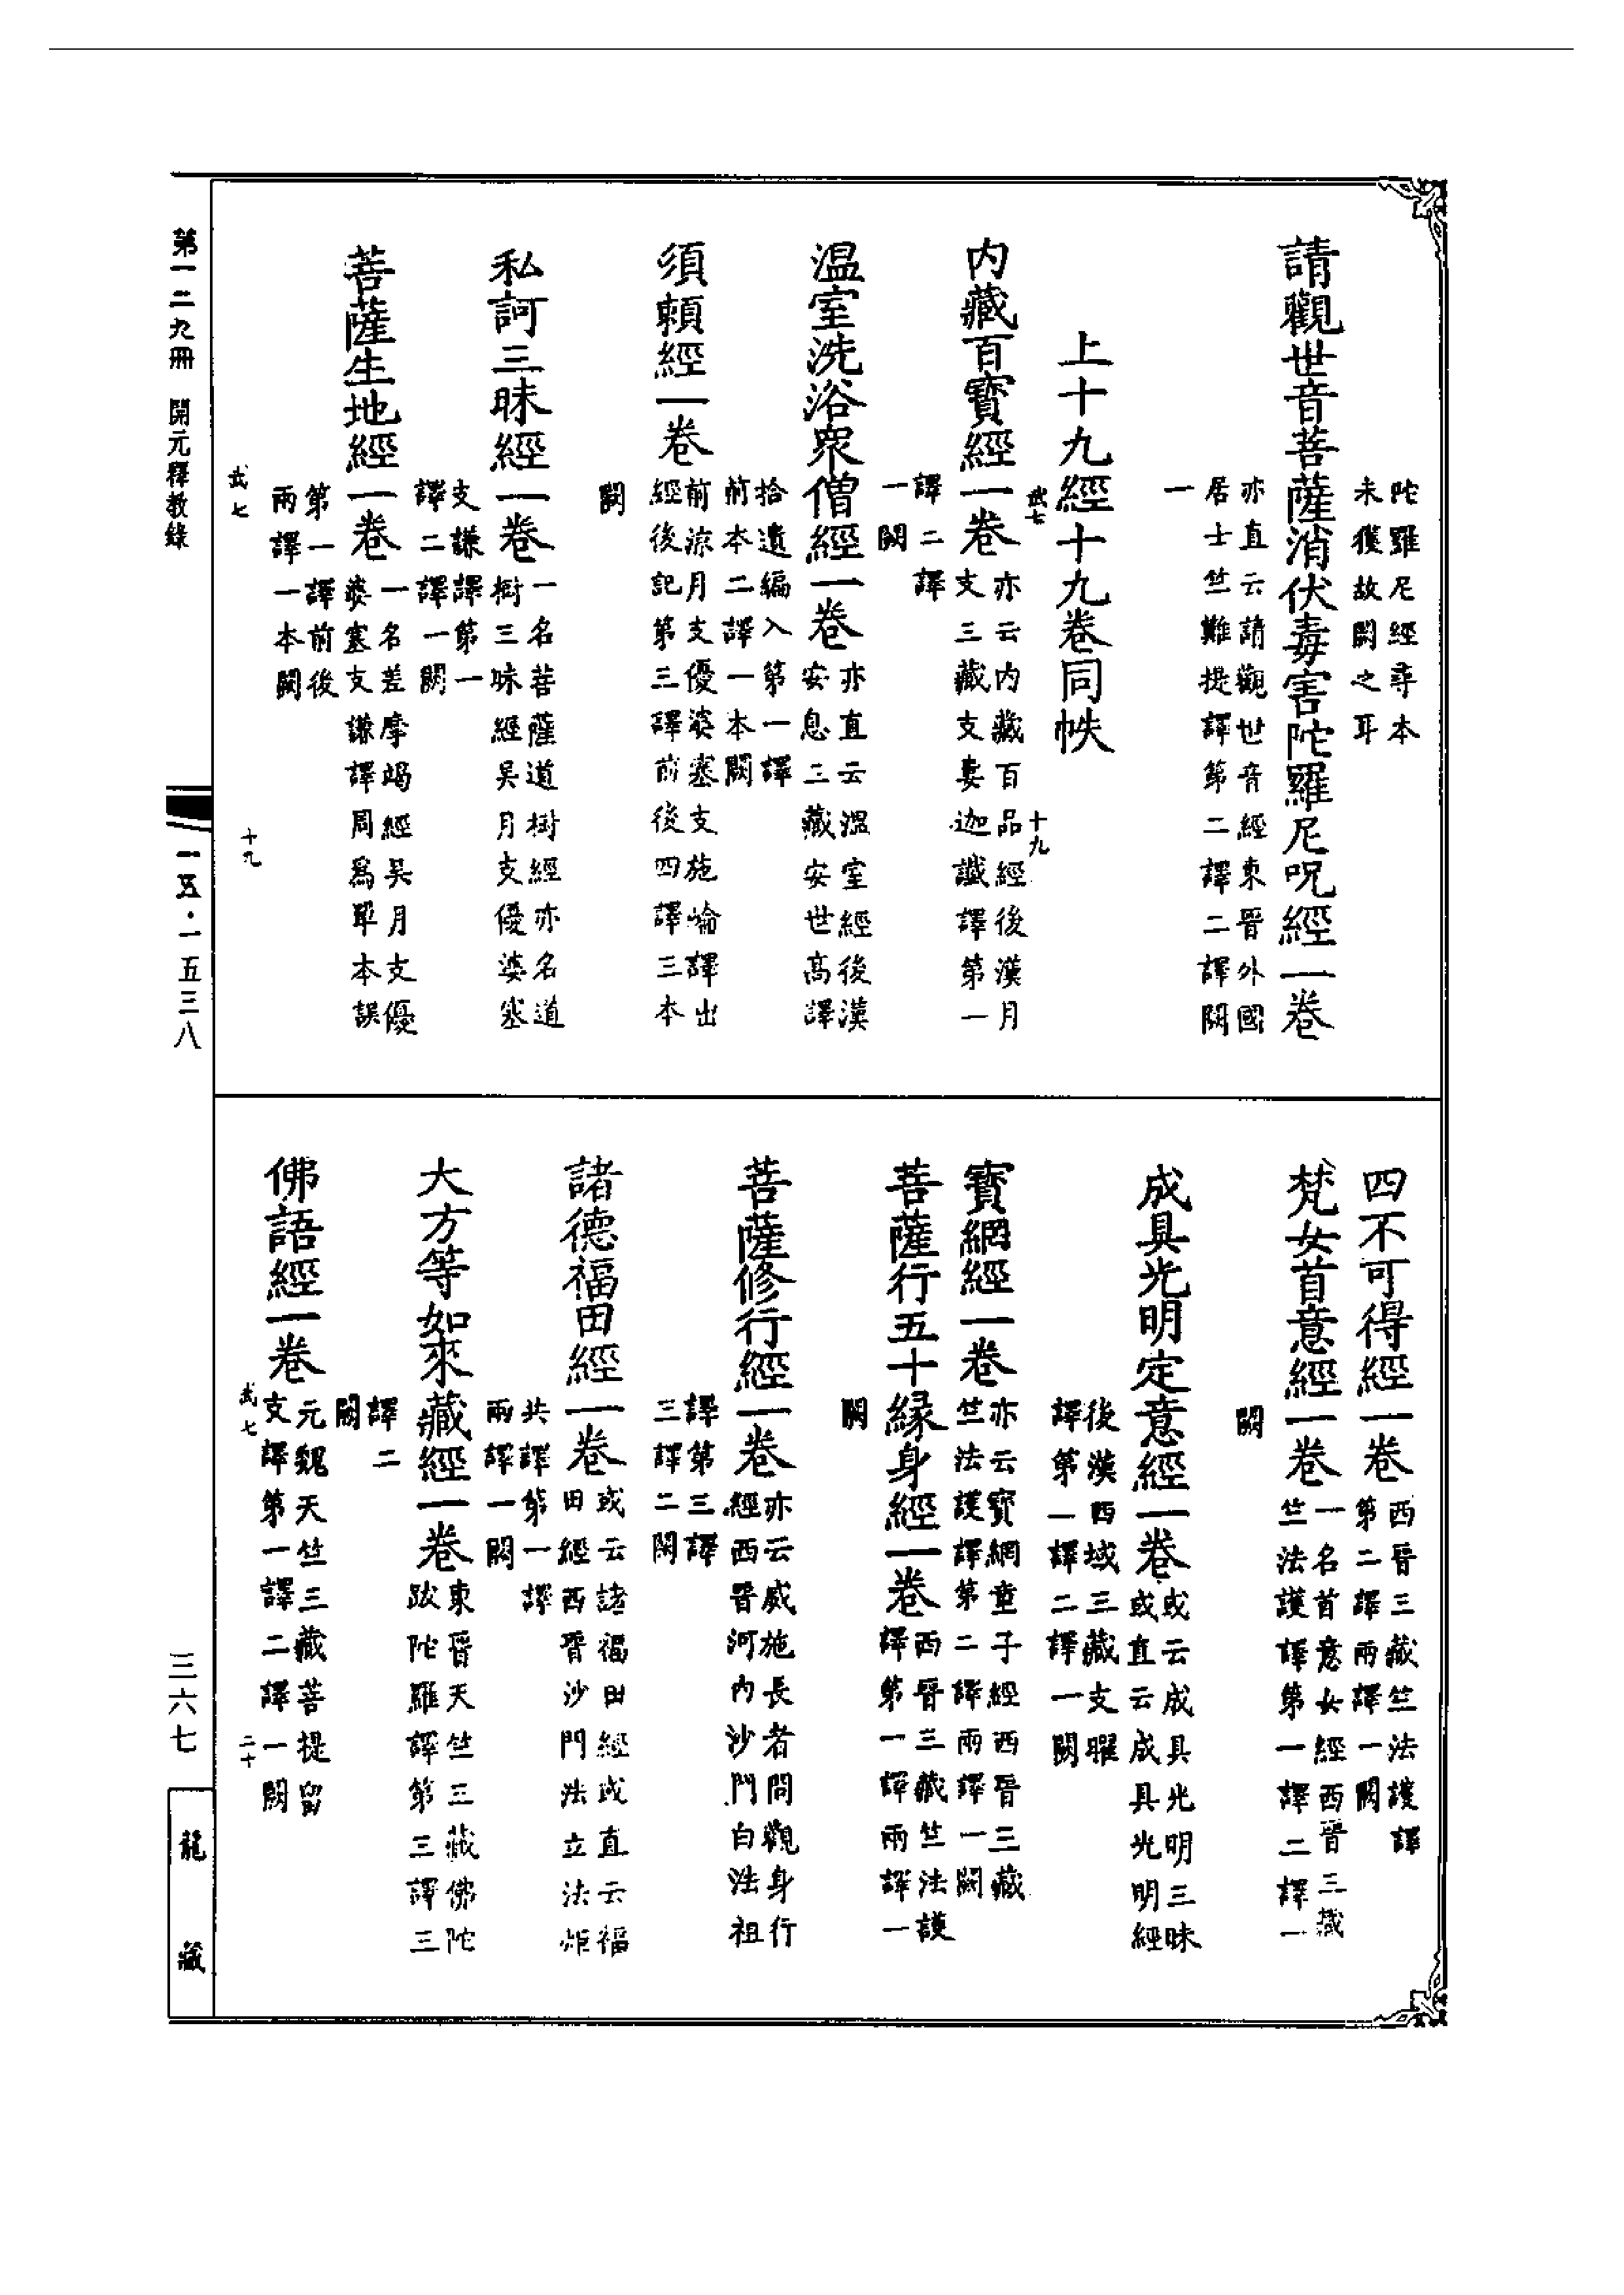 陀羅尼經尋本
未獲故闕之耳
請觀世音菩薩消伏毒害陀羅尼呪經一卷
亦直云請觀世音經東晉外國
居士竺難提譯第二譯二譯闕
一
上十九經十九卷同帙
武七
十九
内藏百寶經一卷
亦云内藏百品經後漢月
支三藏支婁迦讖譯第一
譯二譯
一闕
温室洗浴衆僧經一卷
亦直云温室經後漢
安息三藏安世高譯
拾遺編入第一譯
前本二譯一本闕
須賴經一卷
前凉月支優婆塞支施崘譯出
經後記第三譯前後四譯三本
闕
私訶三昧經一卷
一名菩薩道樹經亦名道
樹三昧經吳月支優婆塞
支謙譯第一
譯二譯一闕
菩薩生地經一卷
一名差摩竭經吳月支優
婆塞支謙譯周爲單本誤
第一譯前後
兩譯一本闕
武七
十九
四不可得經一卷
西晉三藏竺法護譯
第二譯兩譯一闕
梵女首意經一卷
一名首意女經西晉三藏
竺法護譯第一譯二譯一
闕
成具光明定意經一卷
或云成具光明三昧
或直云成具光明經
後漢西域三藏支曜
譯第一譯二譯一闕
寳網經一卷
亦云寳網童子經西晉三藏
竺法護譯第二譯兩譯一闕
菩薩行五十緣身經一卷
西晉三藏竺法護
譯第一譯兩譯一
闕
菩薩修行經一卷
亦云威施長者問觀身行
經西晉河内沙門白法祖
譯第三譯
三譯二闕
諸德福田經一卷
或云諸福田經或直云福
田經西晉沙門法立法炬
共譯第一譯
兩譯一闕
大方等如來藏經一卷
東晉天竺三藏佛陀
跋陀羅譯第三譯三
譯二
闕
佛語經一卷
元魏天竺三藏菩提留
支譯第一譯二譯一闕
武七
二十
第一二九冊　開元釋教錄
一五·一五三八
三六七
龍藏